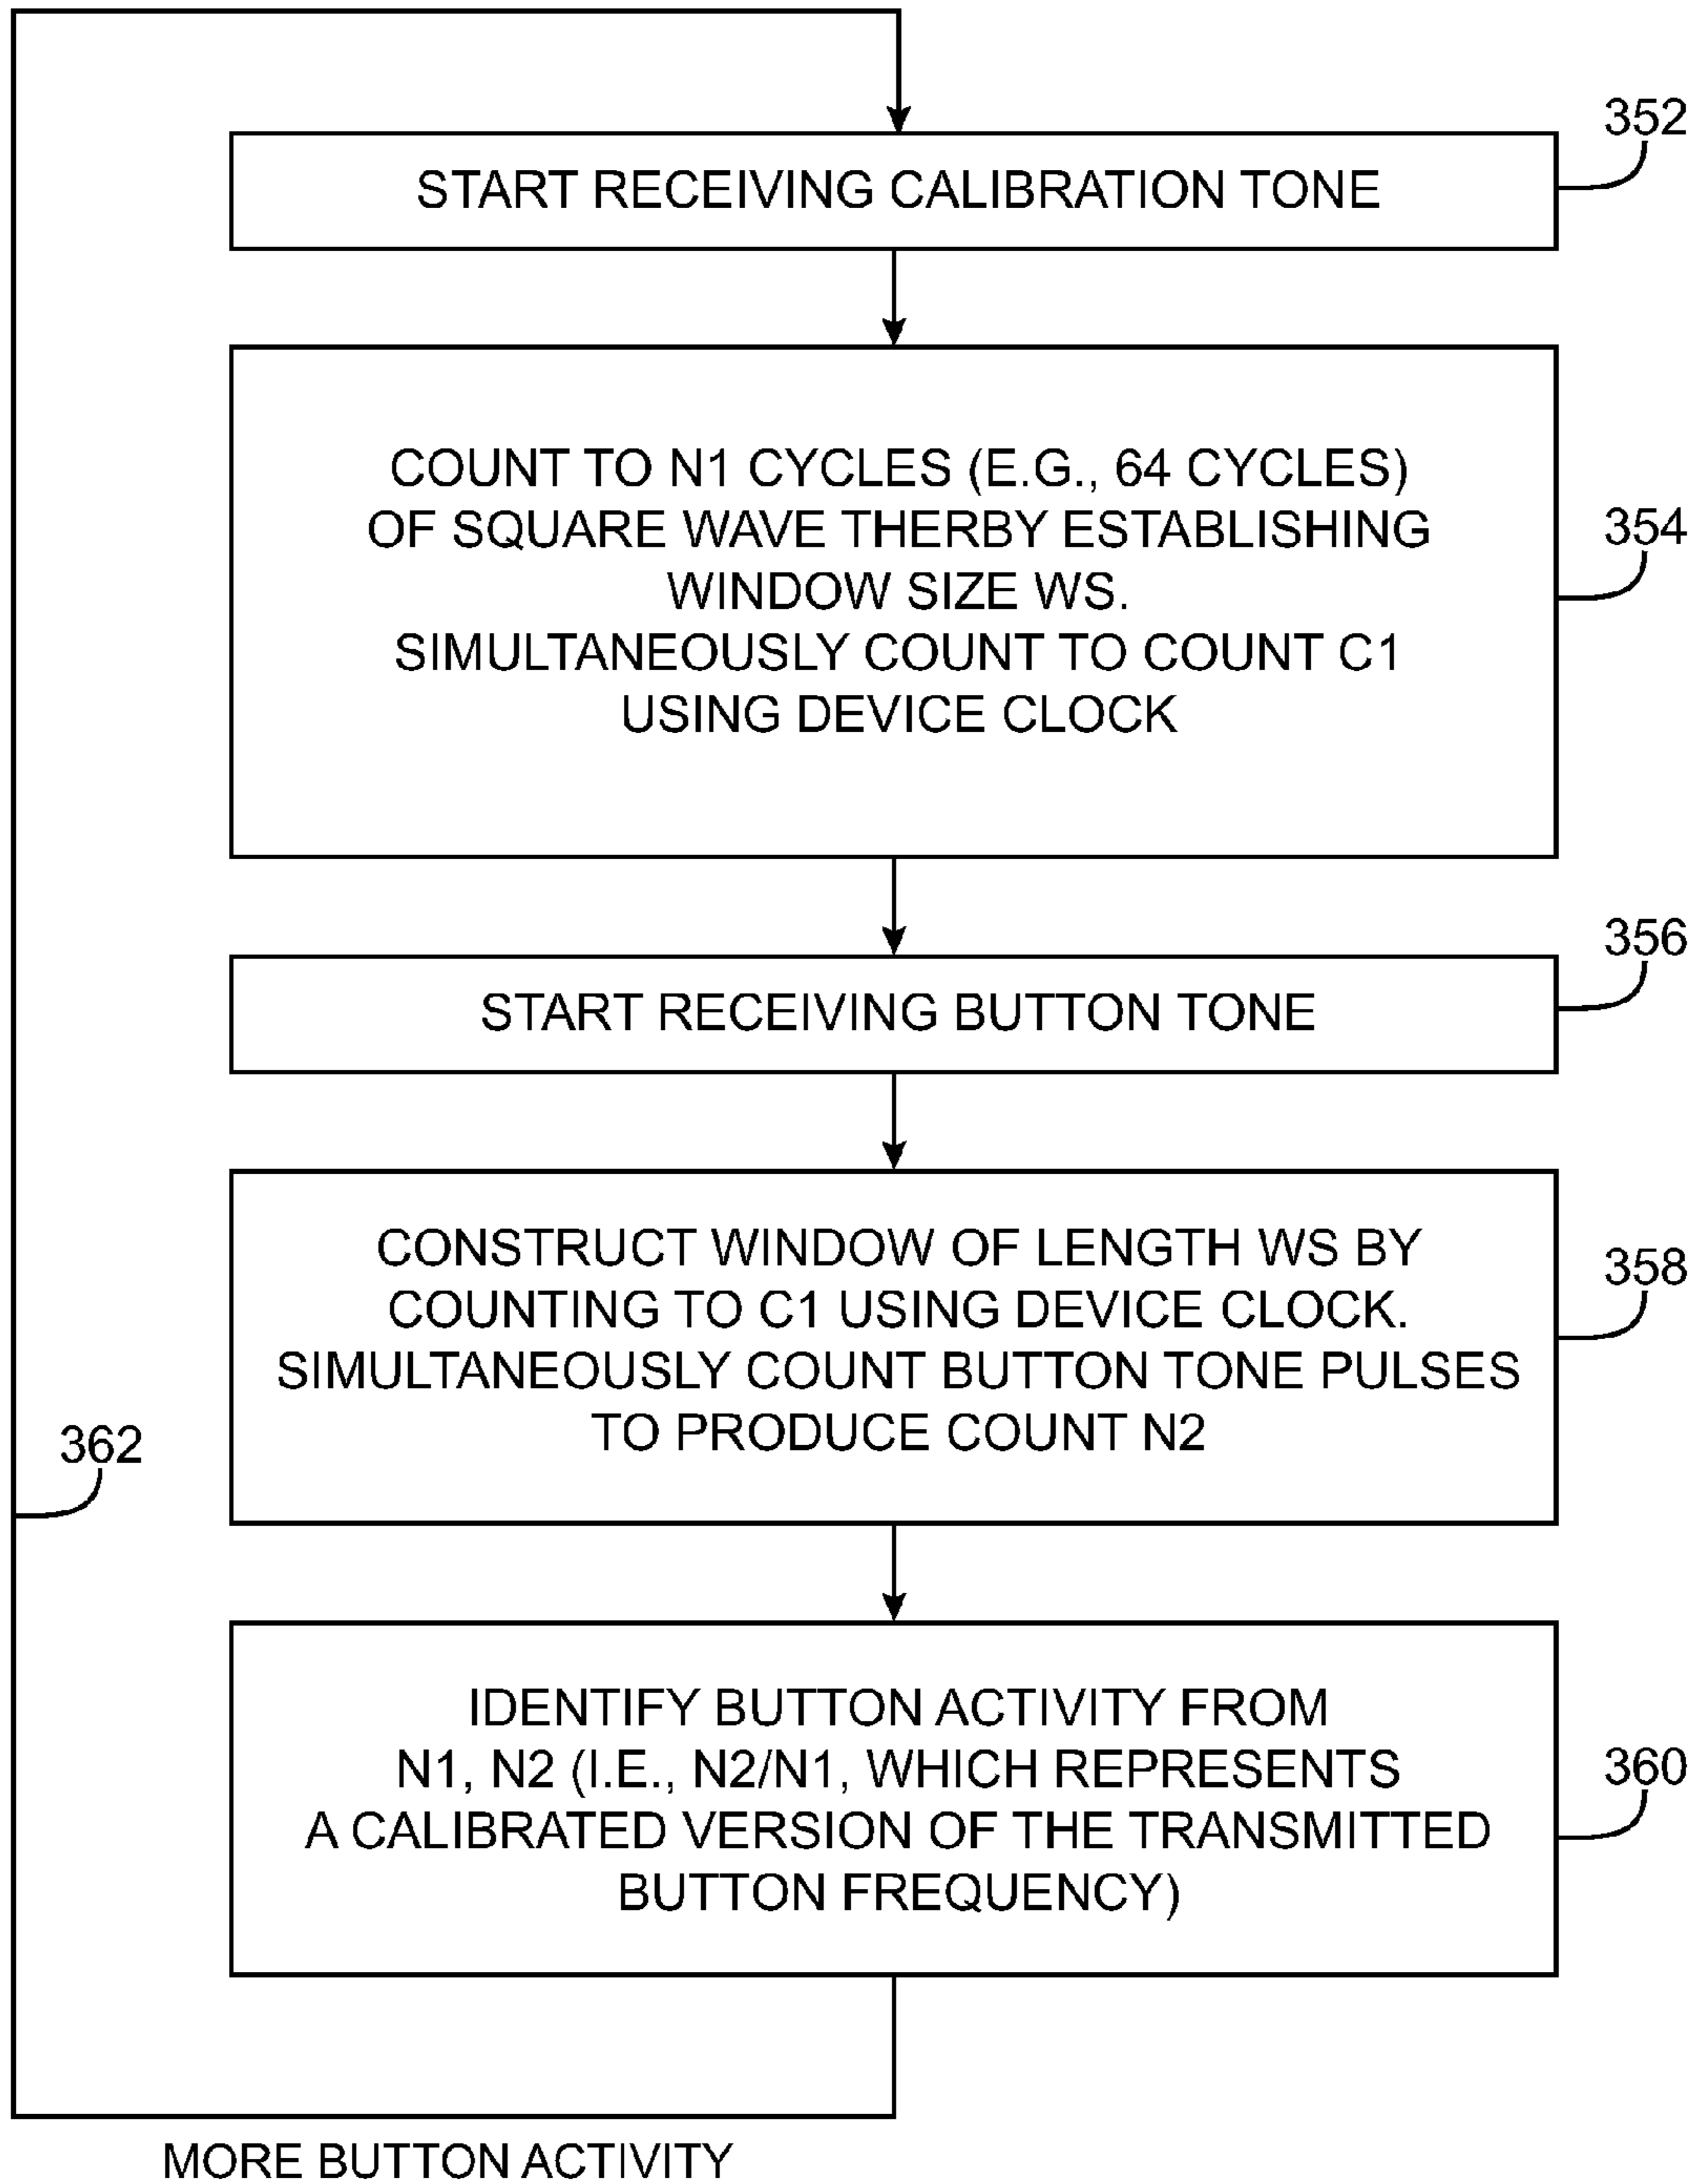 352
START RECEIVING CALIBRATION TONE
COUNT TO N1 CYCLES (E.G., 64 CYCLES)
OF SQUARE WAVE THERBY ESTABLISHING
WINDOW SIZE WS.
SIMULTANEOUSLY COUNT TO COUNT C1
USING DEVICE CLOCK
354
356
START RECEIVING BUTTON TONE
CONSTRUCT WINDOW OF LENGTH WS BY
COUNTING TO C1 USING DEVICE CLOCK.
SIMULTANEOUSLY COUNT BUTTON TONE PULSES
TO PRODUCE COUNT N2
358
362
IDENTIFY BUTTON ACTIVITY FROM
N1, N2 (I.E., N2/N1, WHICH REPRESENTS
A CALIBRATED VERSION OF THE TRANSMITTED
BUTTON FREQUENCY)
360
MORE BUTTON ACTIVITY